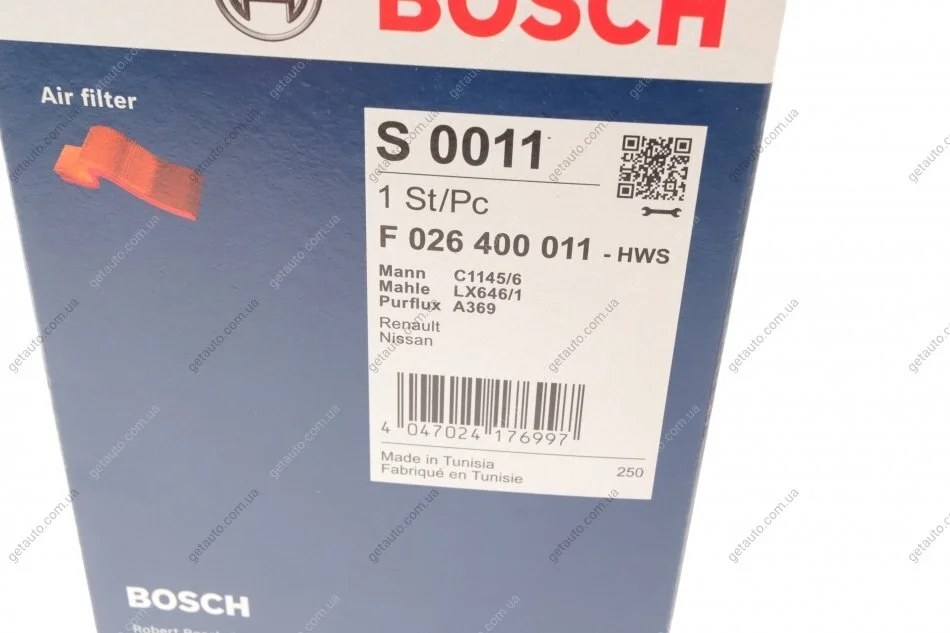 BOSCH
Air filter
S 0011
1 St/Pc
F 026 400 011 - HWS
Mann C1145/6
Mahle LX646/1
Purflux A369
Renault
Nissan
4 047024 176997
Made in Tunisia
Fabriqué en Tunisie
250
BOSCH
Robert
getauto.com.ua